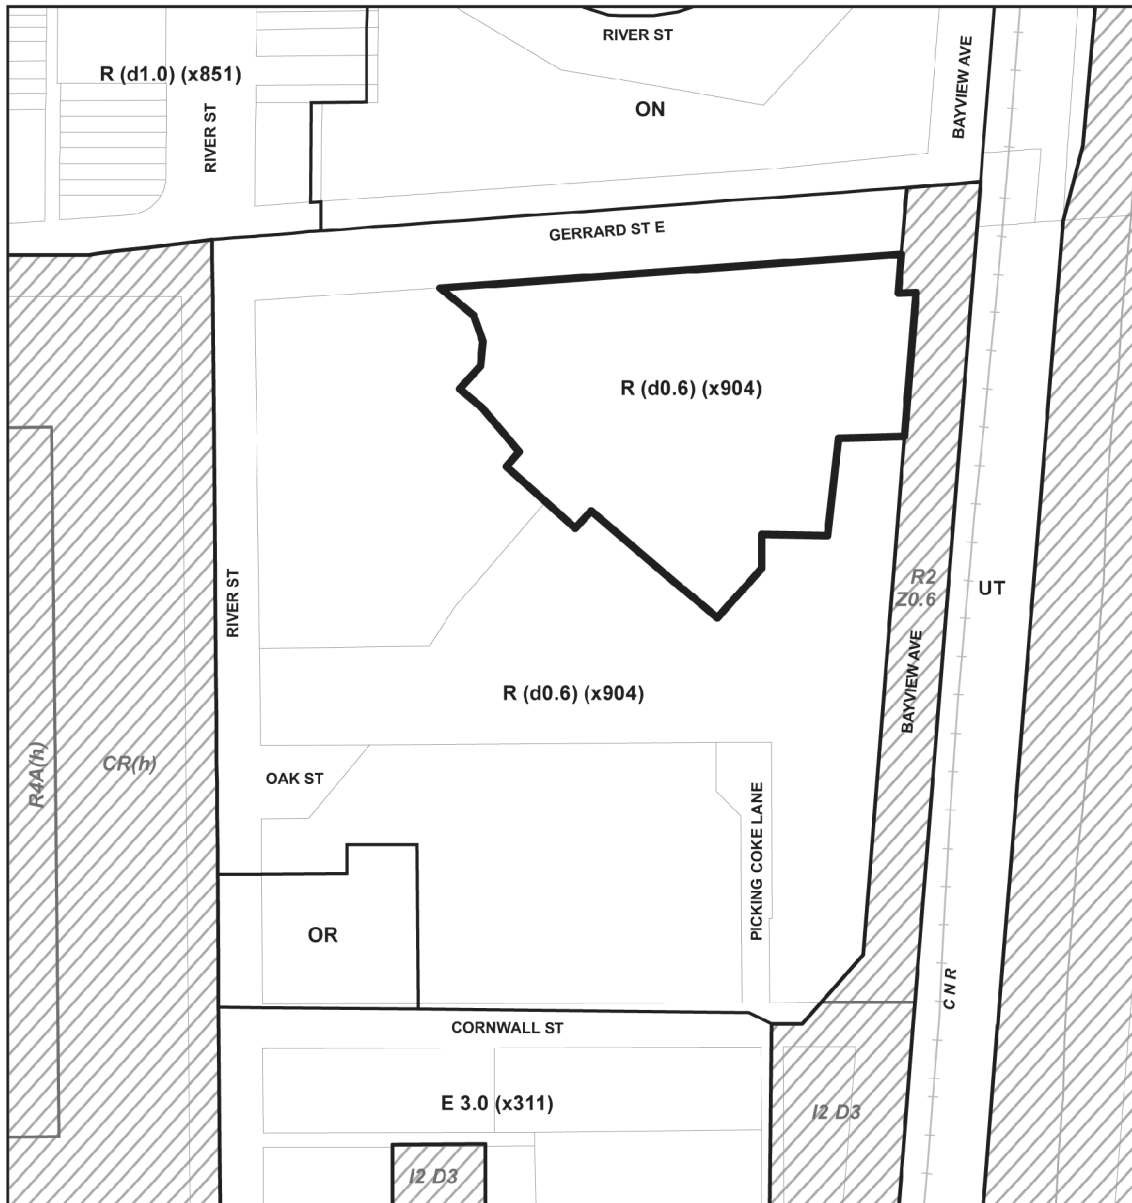 RIVER ST
R (d1.0) (x851)
ON
RIVER ST
BAYVIEW AVE
GERRARD ST E
R (d0.6) (x904)
R2
Z0.6
UT
RIVER ST
BAYVIEW AVE
R (d0.6) (x904)
R4A(h)
CR(h)
OAK ST
PICKING COKE LANE
OR
CNR
CORNWALL ST
E 3.0 (x311)
I2 D3
I2 D3